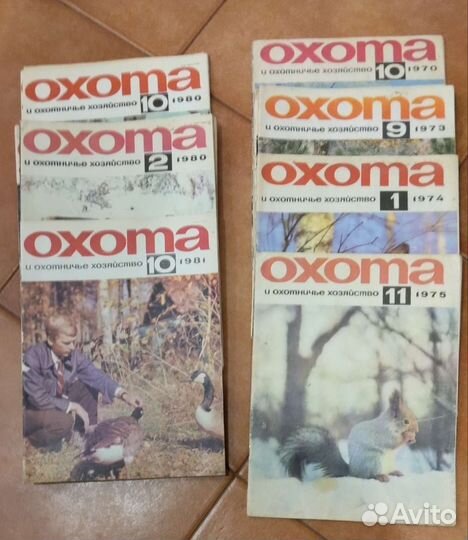 охота
и охотничье хозяйство 10 1980
охота
и охотничье хозяйство 2 1980
охота
и охотничье хозяйство 10 1981
охота
и охотничье хозяйство 10 1970
охота
и охотничье хозяйство 9 1973
охота
и охотничье хозяйство 1 1974
охота
и охотничье хозяйство 11 1975
Avito